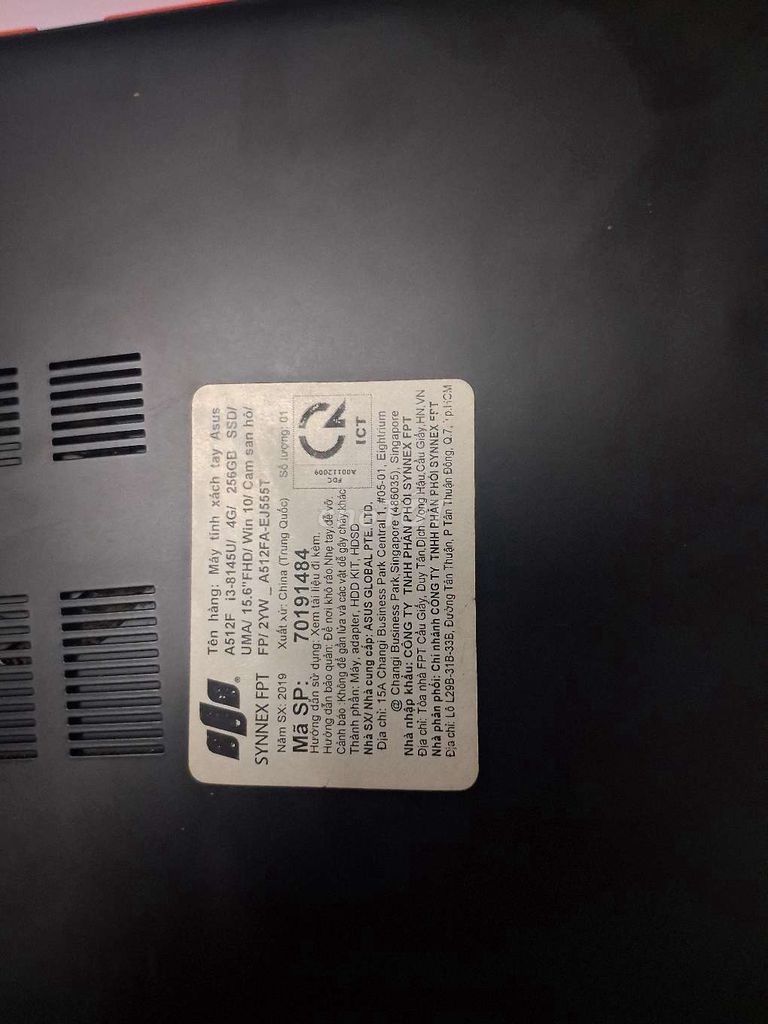 Tên hàng: Máy tính xách tay Asus
A512F i3-8145U/ 4G/ 256GB SSD/
UMA/ 15.6"FHD/ Win 10/ Cam san hô/
FP/ 2YW _ A512FA-EJ555T
SYNNEX FPT
Năm SX: 2019 Xuất xứ: China (Trung Quốc) Số lượng: 01
Mã SP: 70191484
Hướng dẫn sử dụng: Xem tài liệu đi kèm.
Hướng dẫn bảo quản: Để nơi khô ráo Nhẹ tay, dễ vỡ.
Cảnh báo: Không để gần lửa và các vật dễ gây cháy khác
Thành phần: Máy, adapter, HDD KIT, HDSD
Nhà SX/ Nhà cung cấp: ASUS GLOBAL PTE. LTD.
Địa chỉ: 15A Changi Business Park Central 1, #05-01, Eightrium
@ Changi Business Park,Singapore (486035), Singapore
Nhà nhập khẩu: CÔNG TY TNHH PHÂN PHỐI SYNNEX FPT
Địa chỉ: Tòa nhà FPT Cầu Giấy, Duy Tân,Dịch Vọng Hậu,Cầu Giấy,HN,VN
Nhà phân phối: Chi nhánh CÔNG TY TNHH PHÂN PHỐI SYNNEX FPT
Địa chỉ: Lô L29B-31B-33B, Đường Tân Thuận, P Tân Thuận Đông, Q.7, Tp.HCM
FDC
A00112009
ICT